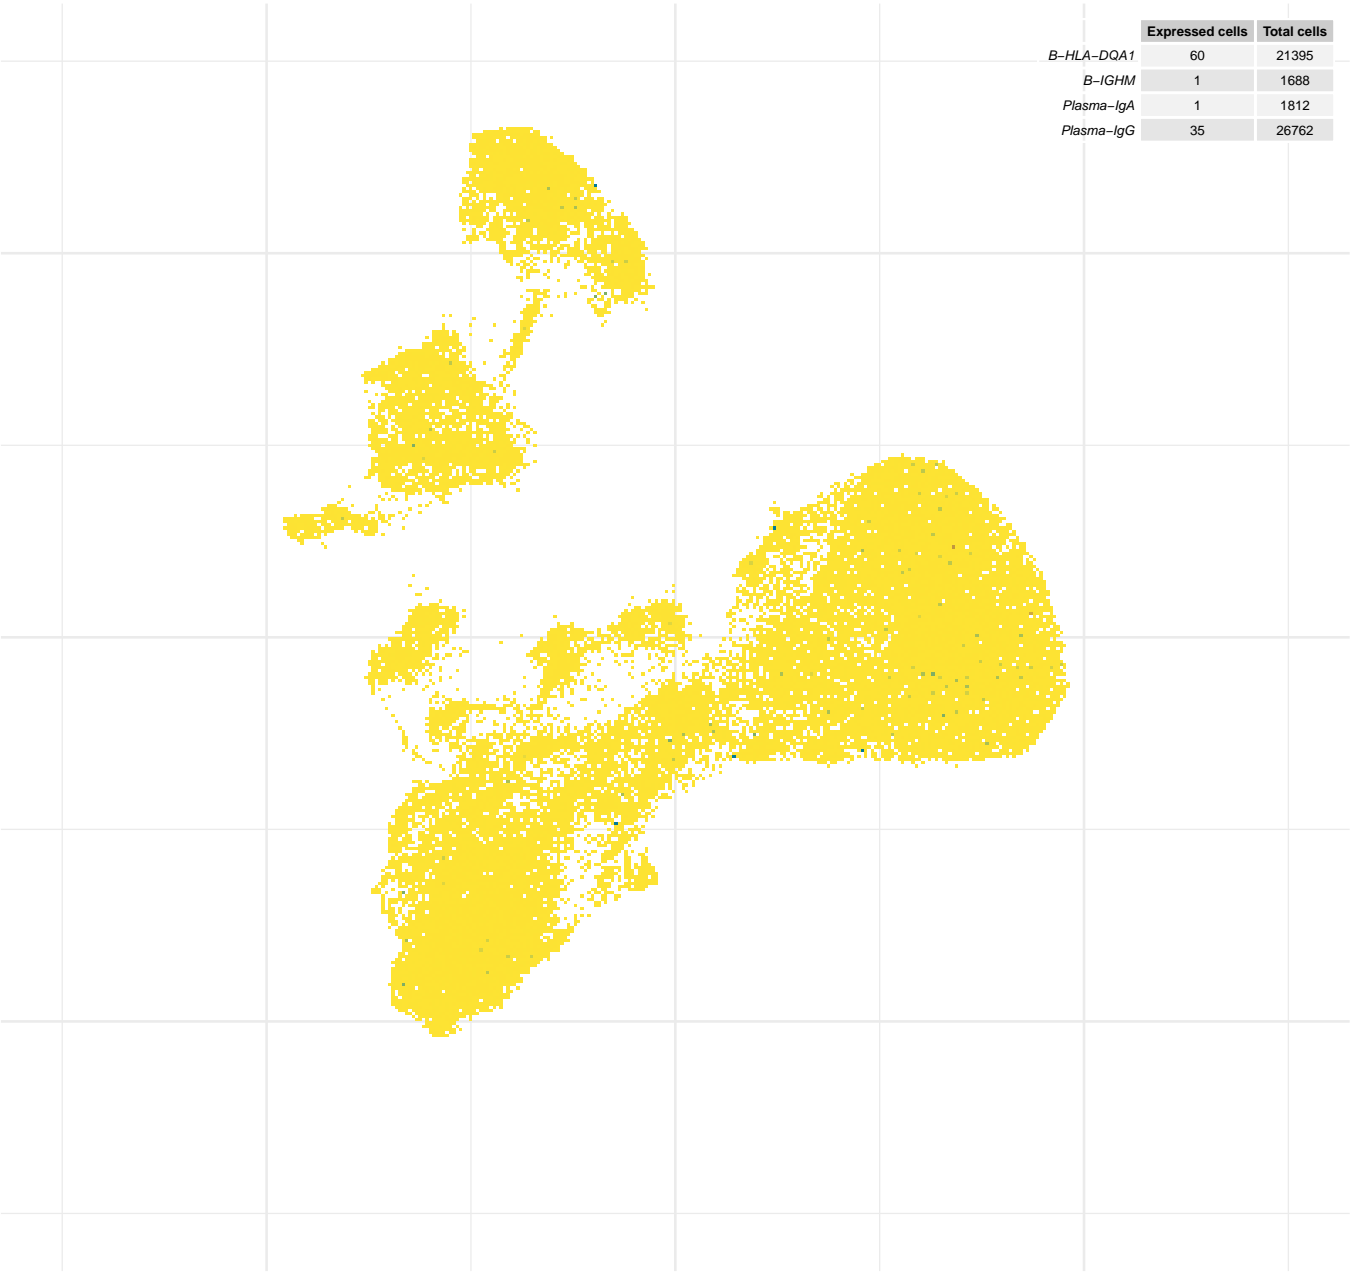 Expressed cells Total cells
B−HLA−DQA1 60 21395
B−IGHM 1 1688
Plasma−IgA 1 1812
Plasma−IgG 35 26762